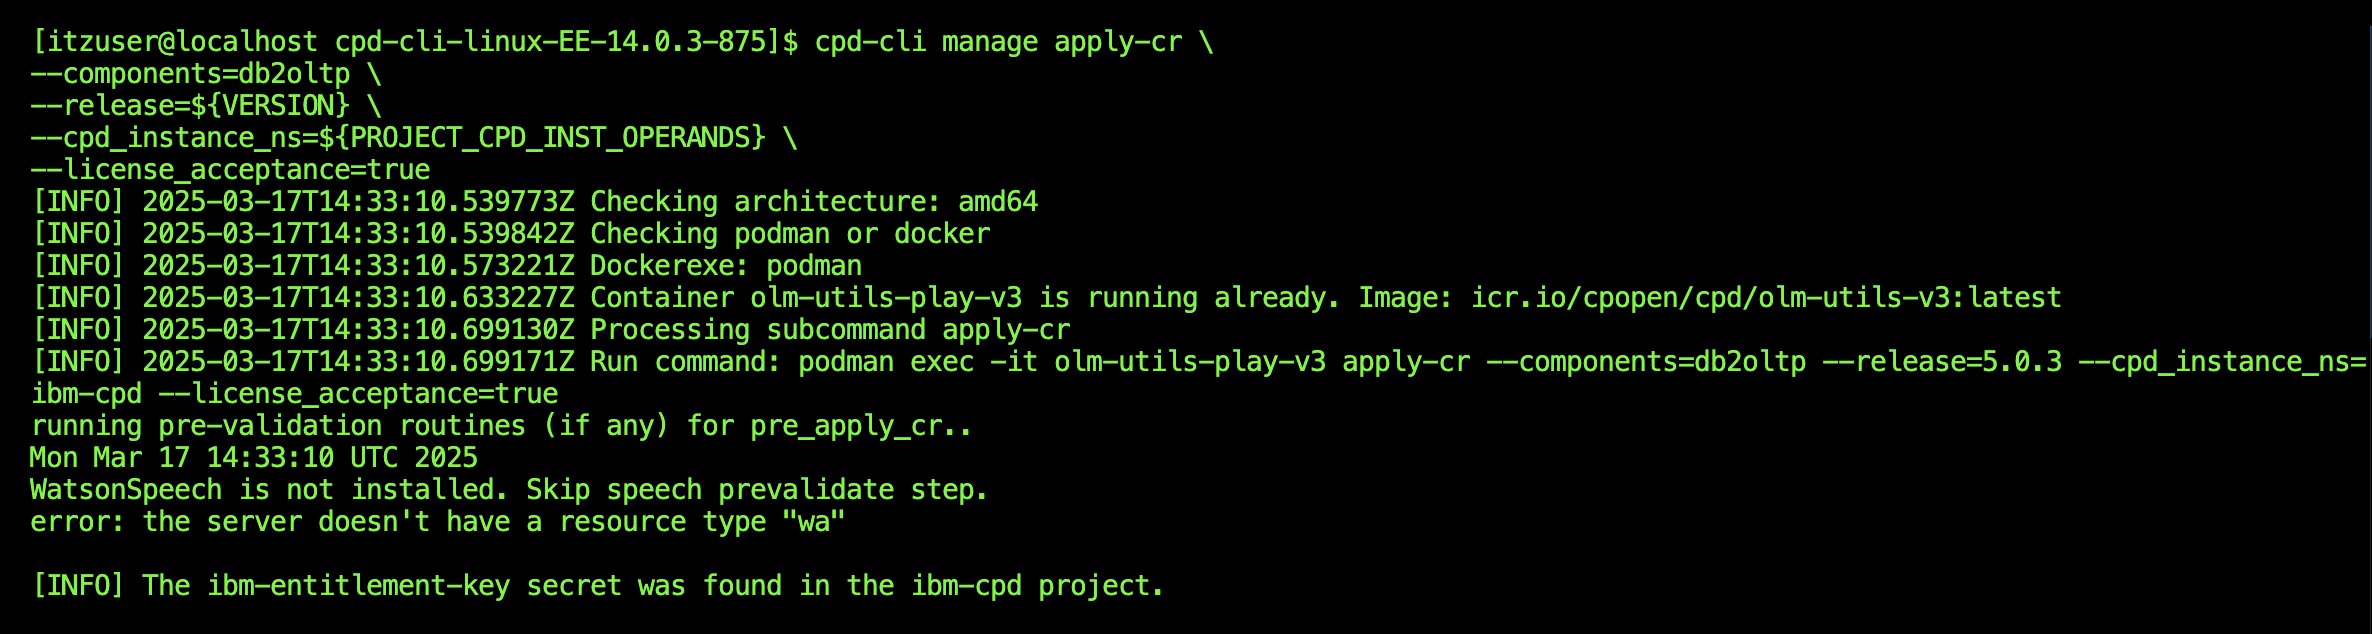 [itzuser@localhost cpd-cli-linux-EE-14.0.3-875]$ cpd-cli manage apply-cr \
--components=db2oltp \
--release=${VERSION} \
--cpd_instance_ns=${PROJECT_CPD_INST_OPERANDS} \
--license_acceptance=true
[INFO] 2025-03-17T14:33:10.539773Z Checking architecture: amd64
[INFO] 2025-03-17T14:33:10.539842Z Checking podman or docker
[INFO] 2025-03-17T14:33:10.573221Z Dockerexe: podman
[INFO] 2025-03-17T14:33:10.633227Z Container olm-utils-play-v3 is running already. Image: icr.io/cpopen/cpd/olm-utils-v3:latest
[INFO] 2025-03-17T14:33:10.699130Z Processing subcommand apply-cr
[INFO] 2025-03-17T14:33:10.699171Z Run command: podman exec -it olm-utils-play-v3 apply-cr --components=db2oltp --release=5.0.3 --cpd_instance_ns=
ibm-cpd --license_acceptance=true
running pre-validation routines (if any) for pre_apply_cr..
Mon Mar 17 14:33:10 UTC 2025
WatsonSpeech is not installed. Skip speech prevalidate step.
error: the server doesn't have a resource type "wa"
[INFO] The ibm-entitlement-key secret was found in the ibm-cpd project.